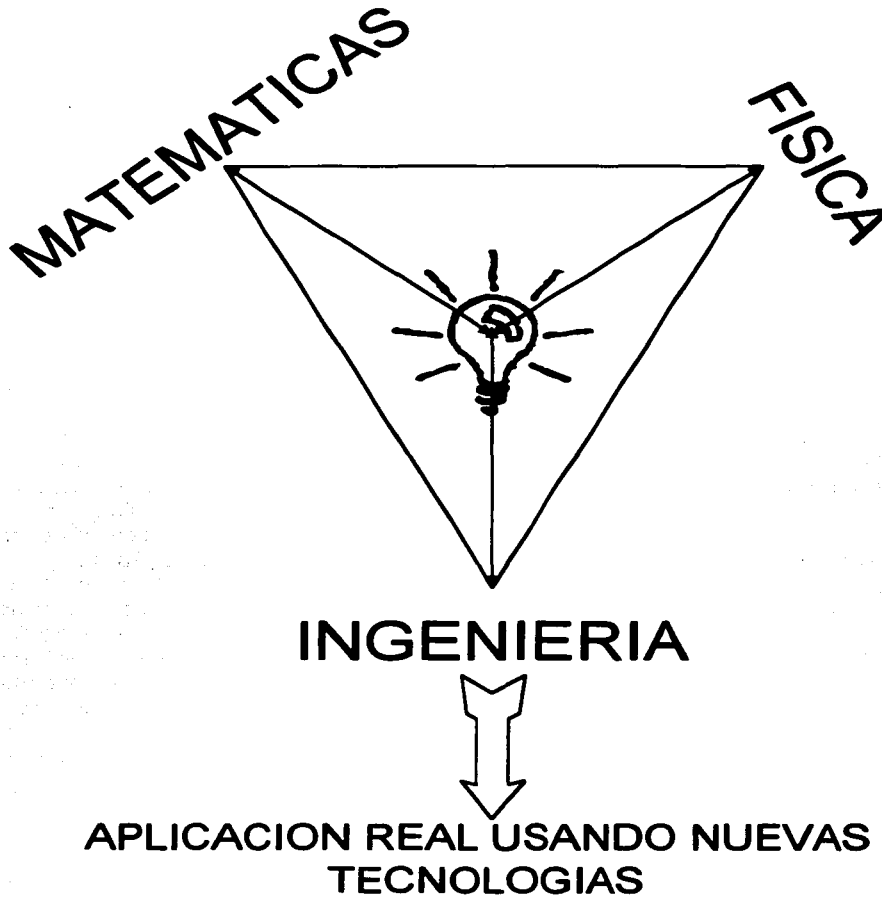 MATEMATICAS
FISICA
INGENIERIA
APLICACION REAL USANDO NUEVAS
TECNOLOGIAS